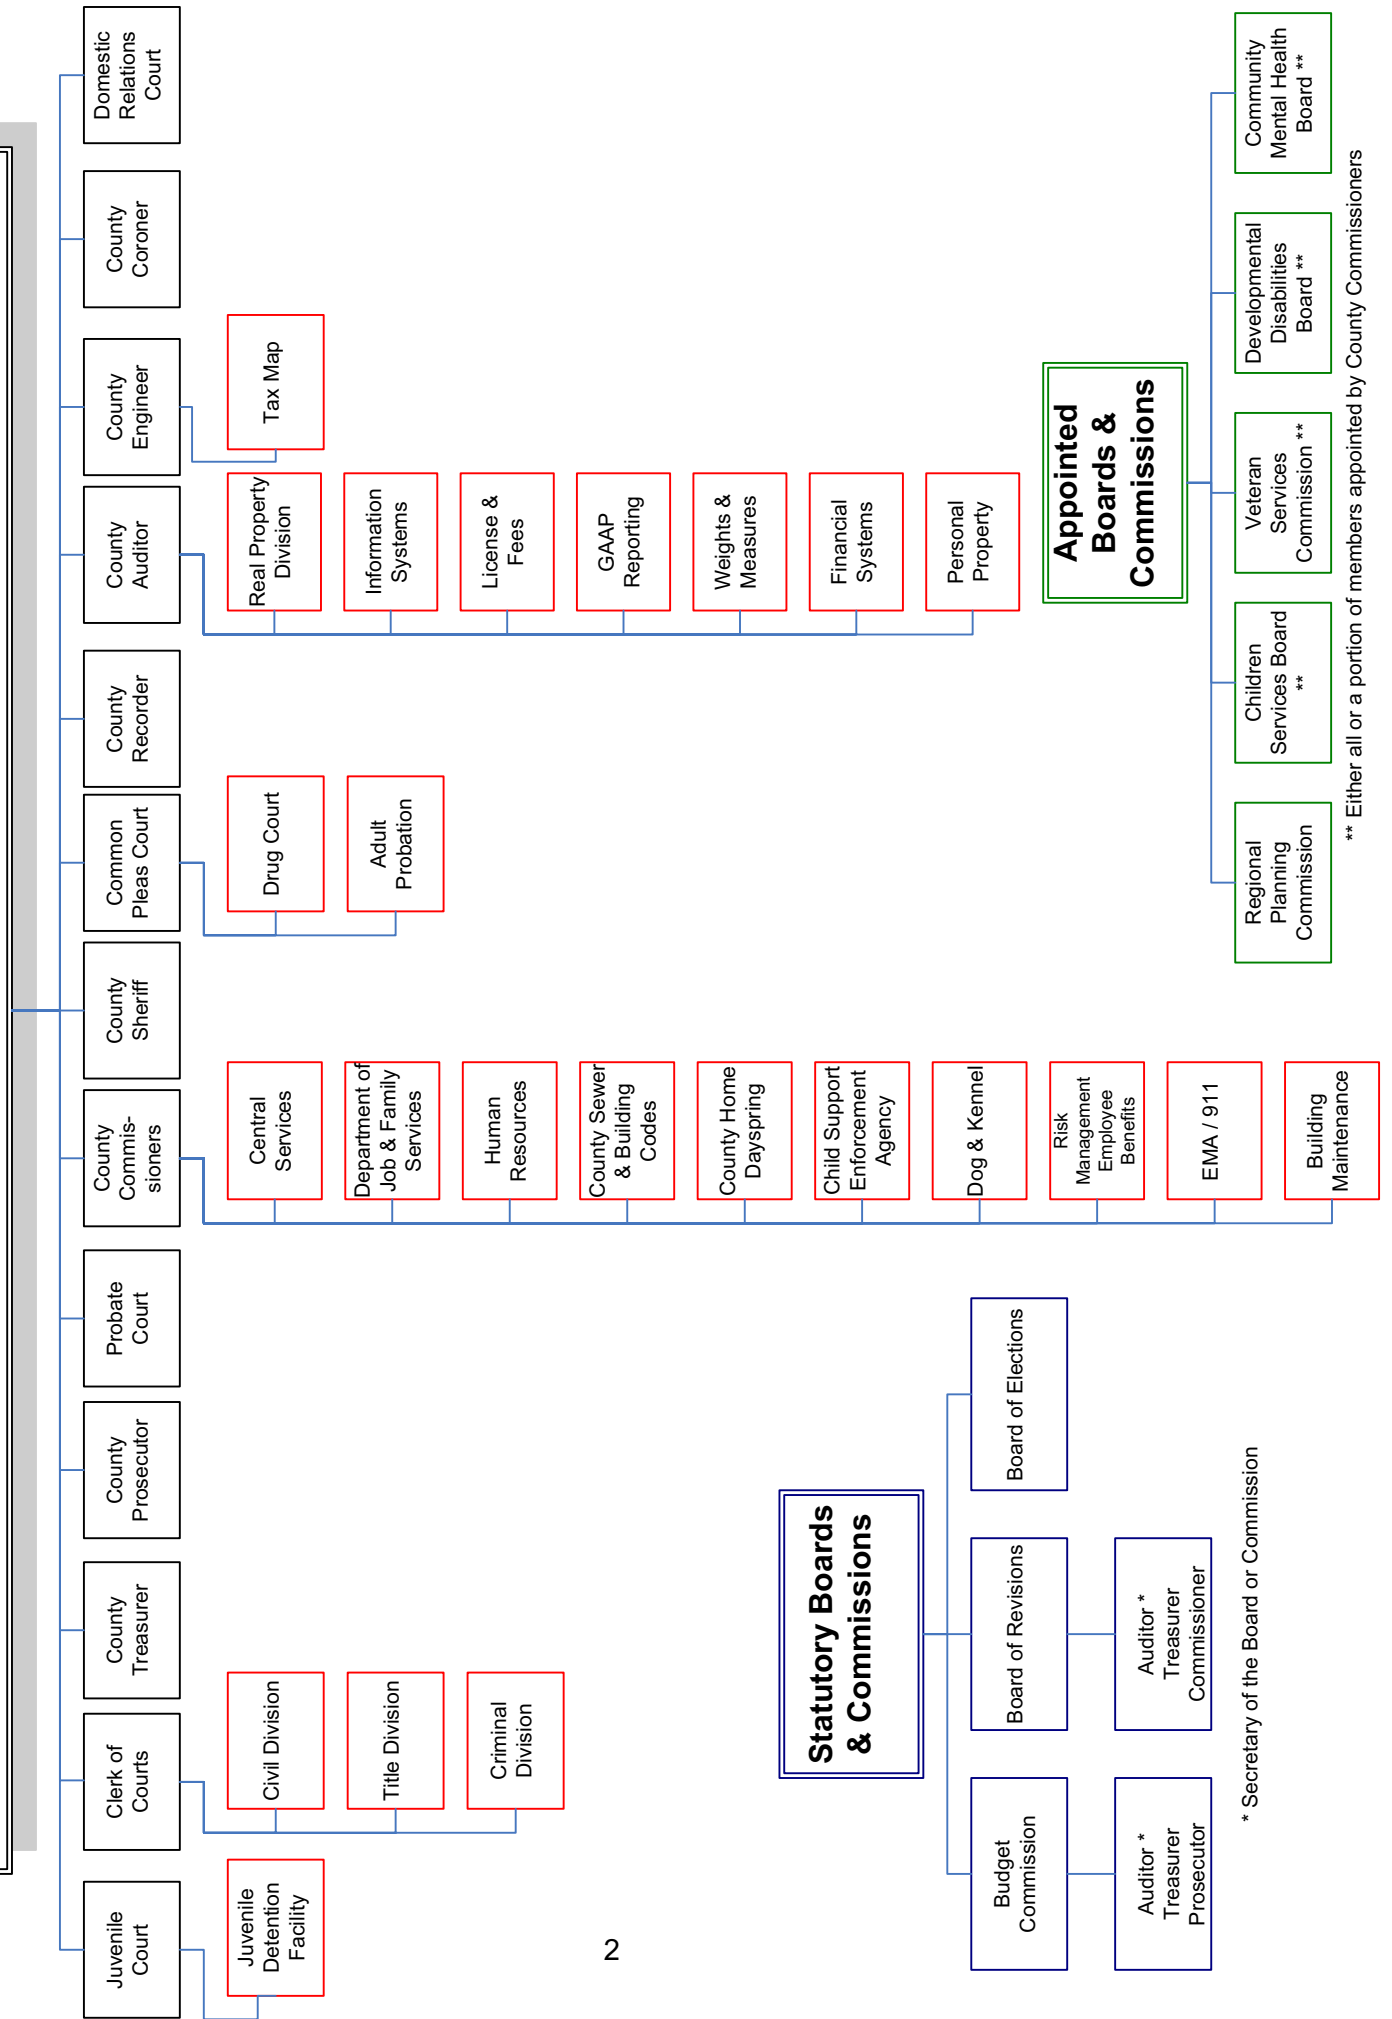 Juvenile
Court
Clerk of
Courts
County
Treasurer
County
Prosecutor
Probate
Court
County
Commis-
sioners
County
Sheriff
Common
Pleas Court
County
Recorder
County
Auditor
County
Engineer
County
Coroner
Domestic
Relations
Court
Juvenile
Detention
Facility
Civil Division
Title Division
Criminal
Division
Central
Services
Department of
Job & Family
Services
Human
Resources
County Sewer
& Building
Codes
County Home
Dayspring
Child Support
Enforcement
Agency
Dog & Kennel
Risk
Management
Employee
Benefits
EMA / 911
Building
Maintenance
Drug Court
Adult
Probation
Real Property
Division
Information
Systems
License &
Fees
GAAP
Reporting
Weights &
Measures
Financial
Systems
Personal
Property
Tax Map
Statutory Boards
& Commissions
Budget
Commission
Board of Revisions
Board of Elections
Auditor *
Treasurer
Prosecutor
Auditor *
Treasurer
Commissioner
* Secretary of the Board or Commission
Appointed
Boards &
Commissions
Regional
Planning
Commission
Children
Services Board
**
Veteran
Services
Commission **
Developmental
Disabilities
Board **
Community
Mental Health
Board **
** Either all or a portion of members appointed by County Commissioners
2